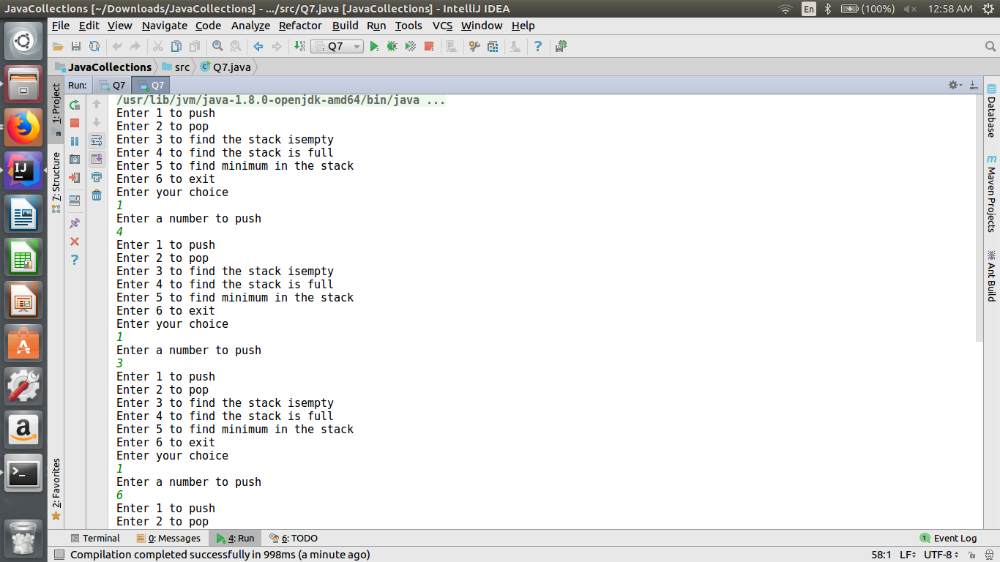 JavaCollections [~/Downloads/JavaCollections] - .../src/Q7.java [JavaCollections] - IntelliJ IDEA
En
(100%)
12:58 AM
File Edit View Navigate Code Analyze Refactor Build Run Tools VCS Window Help
Q7
JavaCollections src Q7.java
Run: Q7 Q7
1: Project
7: Structure
2: Favorites
/usr/lib/jvm/java-1.8.0-openjdk-amd64/bin/java ...
Enter 1 to push
Enter 2 to pop
Enter 3 to find the stack isempty
Enter 4 to find the stack is full
Enter 5 to find minimum in the stack
Enter 6 to exit
Enter your choice
1
Enter a number to push
4
Enter 1 to push
Enter 2 to pop
Enter 3 to find the stack isempty
Enter 4 to find the stack is full
Enter 5 to find minimum in the stack
Enter 6 to exit
Enter your choice
1
Enter a number to push
3
Enter 1 to push
Enter 2 to pop
Enter 3 to find the stack isempty
Enter 4 to find the stack is full
Enter 5 to find minimum in the stack
Enter 6 to exit
Enter your choice
1
Enter a number to push
6
Enter 1 to push
Enter 2 to pop
Database
Maven Projects
Ant Build
Terminal 0: Messages 4: Run 6: TODO
1 Event Log
Compilation completed successfully in 998ms (a minute ago)
58:1 LF UTF-8